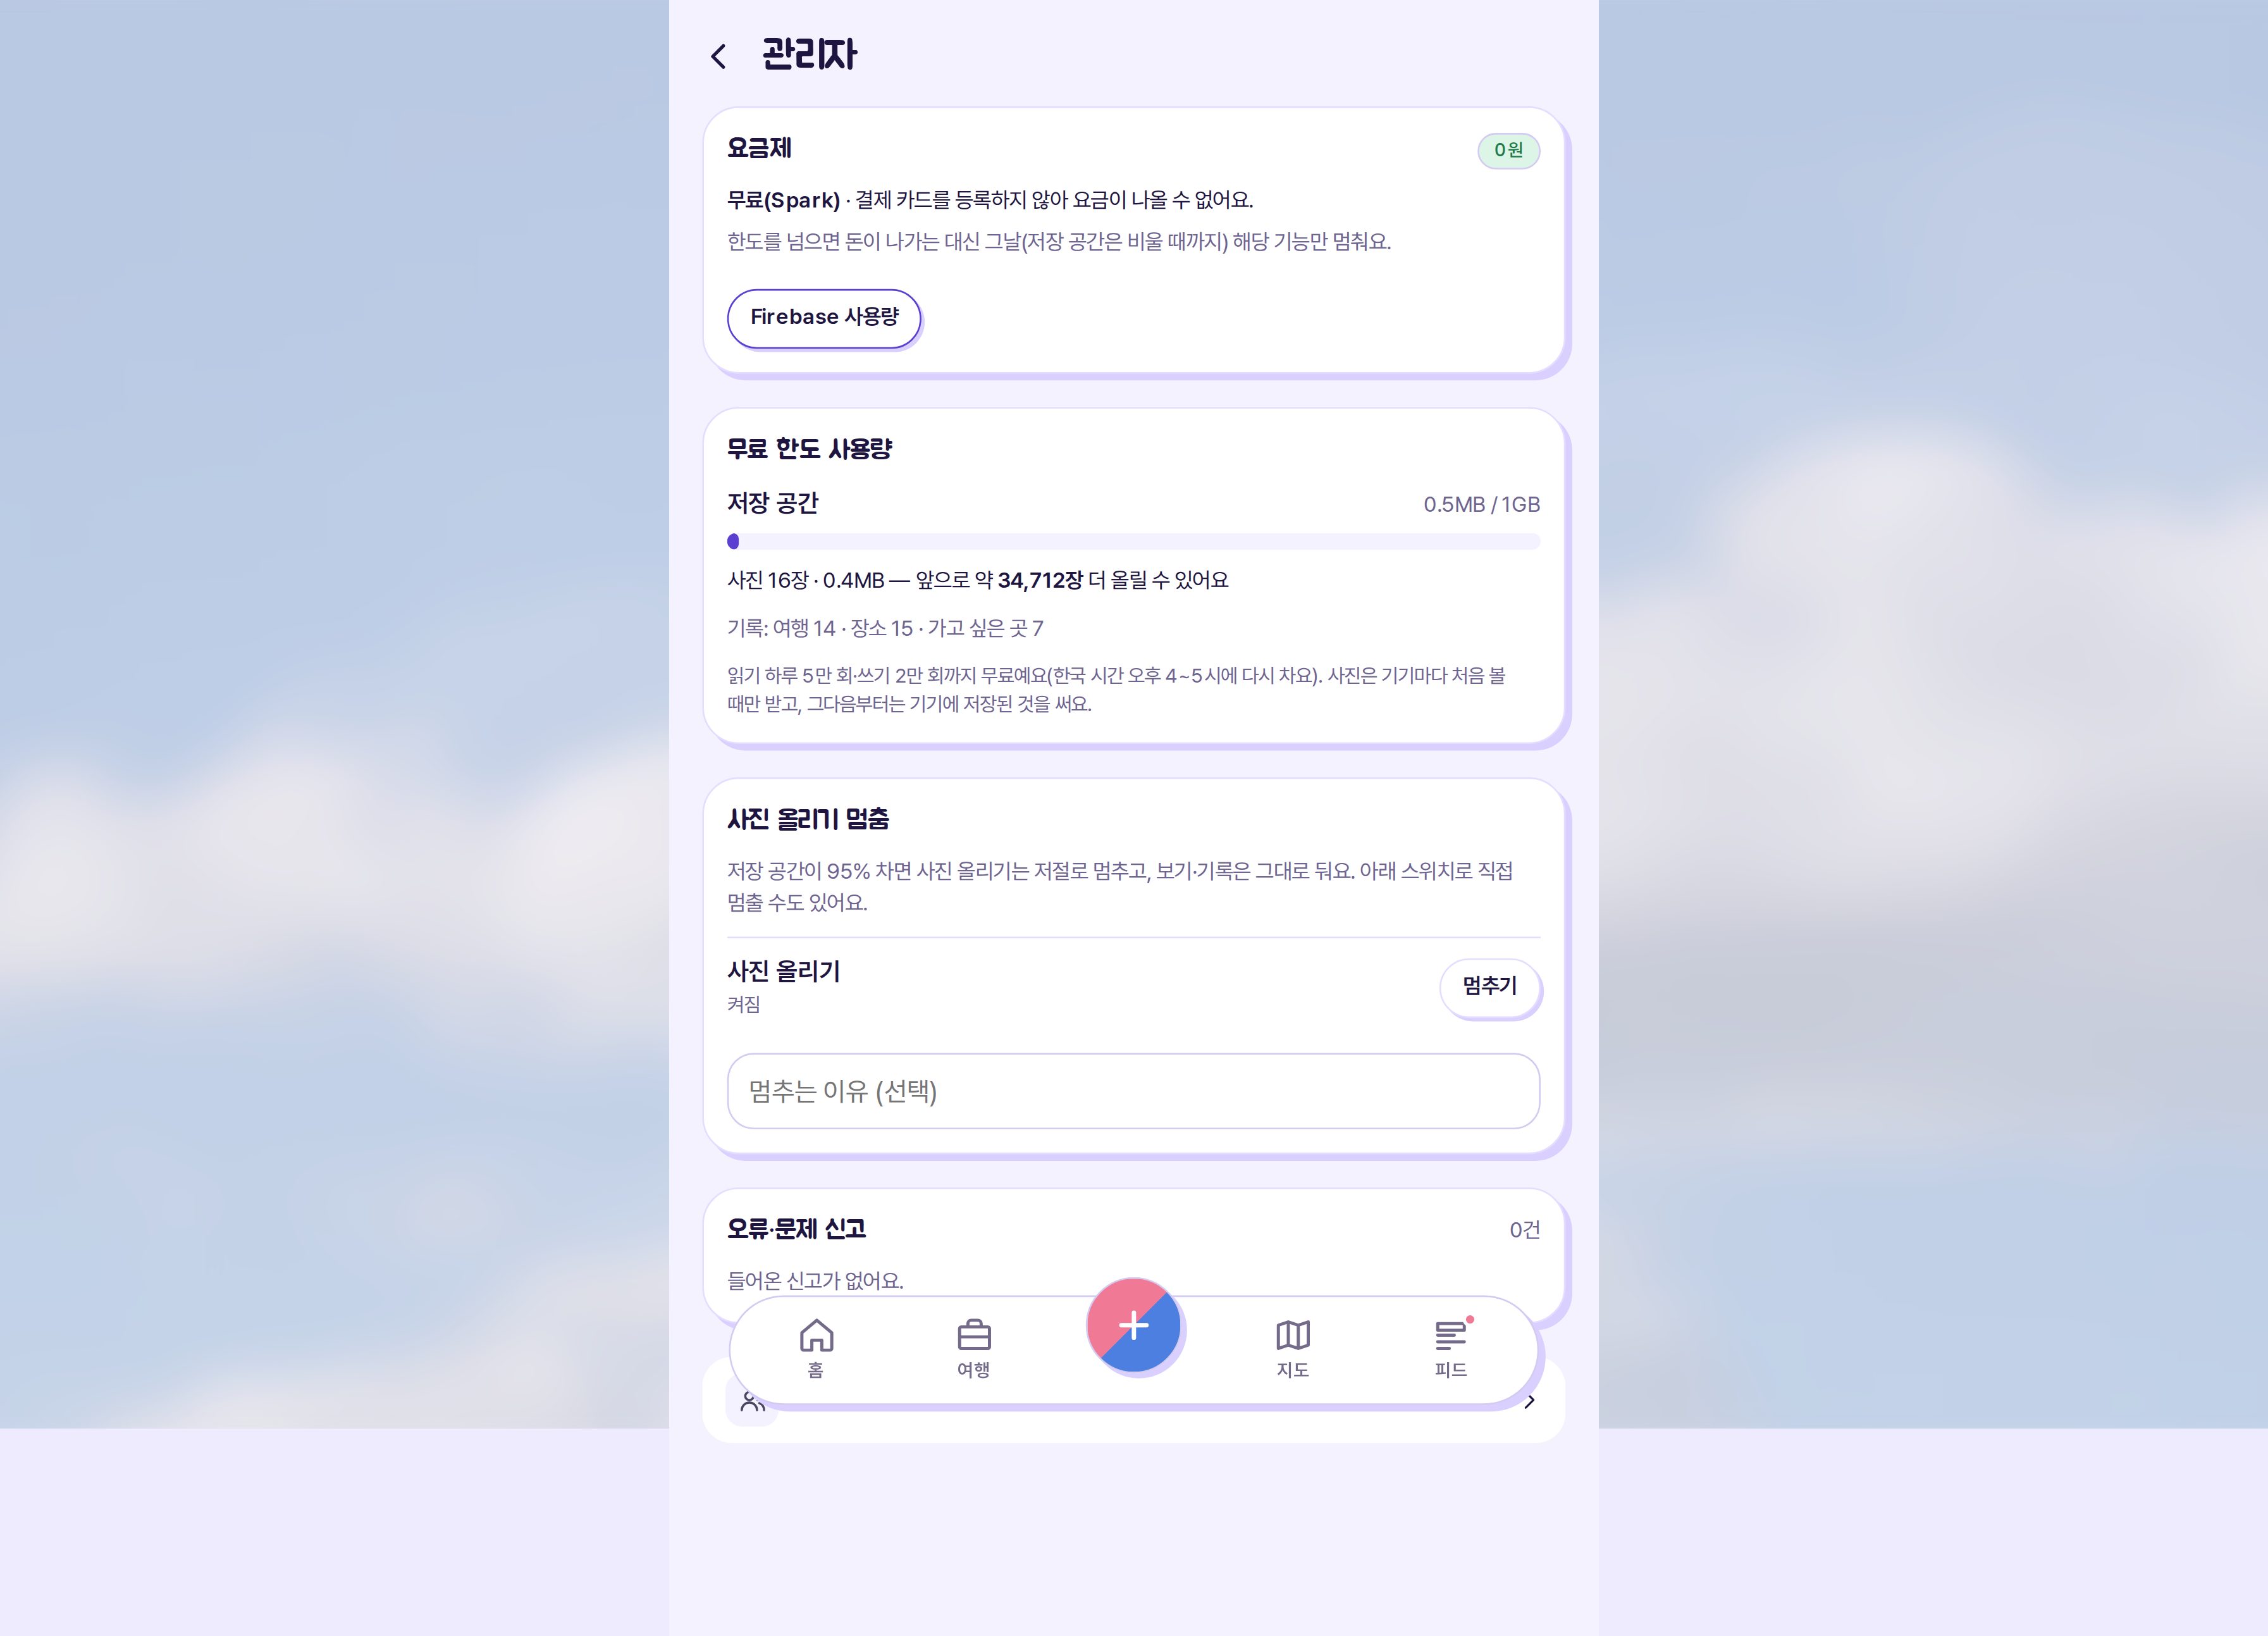 관리자
요금제
0원
무료(Spark) · 결제 카드를 등록하지 않아 요금이 나올 수 없어요.
한도를 넘으면 돈이 나가는 대신 그날(저장 공간은 비울 때까지) 해당 기능만 멈춰요.
Firebase 사용량
무료 한도 사용량
저장 공간
0.5MB / 1GB
사진 16장 · 0.4MB — 앞으로 약 34,712장 더 올릴 수 있어요
기록: 여행 14 · 장소 15 · 가고 싶은 곳 7
읽기 하루 5만 회·쓰기 2만 회까지 무료예요(한국 시간 오후 4~5시에 다시 차요). 사진은 기기마다 처음 볼
때만 받고, 그다음부터는 기기에 저장된 것을 써요.
사진 올리기 멈춤
저장 공간이 95% 차면 사진 올리기는 저절로 멈추고, 보기·기록은 그대로 둬요. 아래 스위치로 직접
멈출 수도 있어요.
사진 올리기
켜짐
멈추기
멈추는 이유 (선택)
오류·문제 신고
0건
들어온 신고가 없어요.
홈
여행
지도
피드